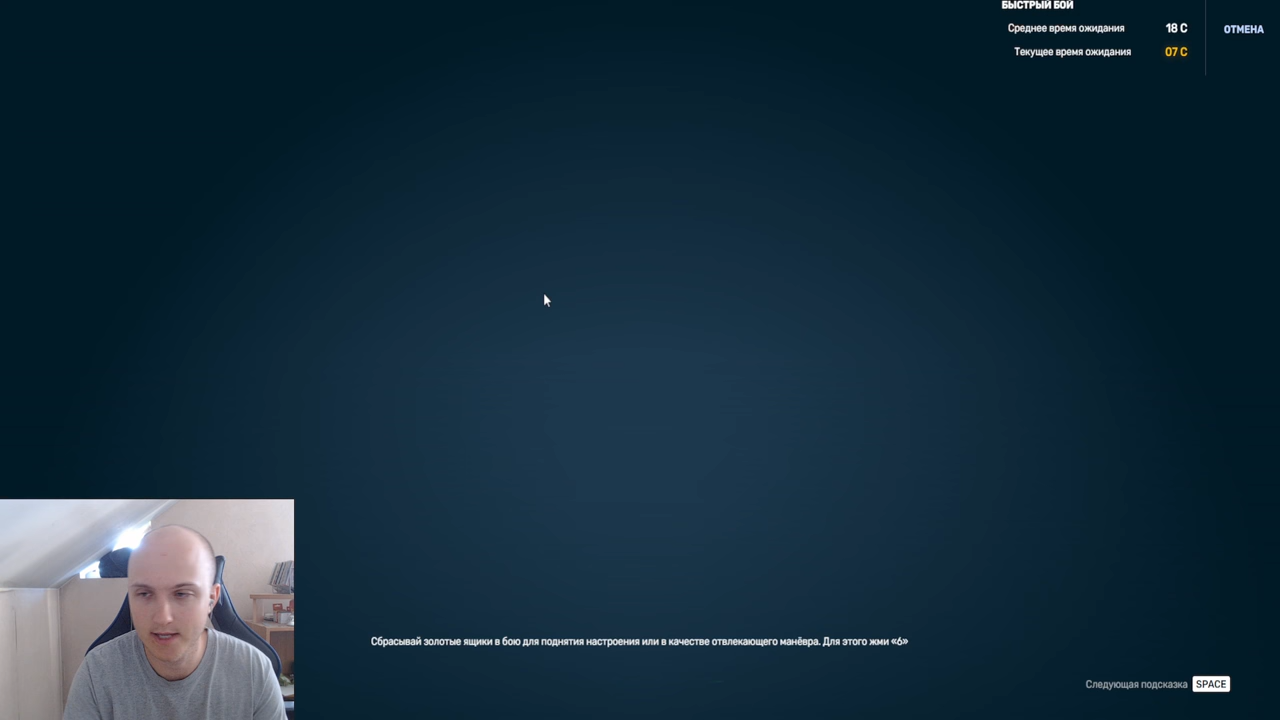 БЫСТРЫЙ БОЙ
Среднее время ожидания 18 С
ОТМЕНА
Текущее время ожидания 07 С
Сбрасывай золотые ящики в бою для поднятия настроения или в качестве отвлекающего манёвра. Для этого жми «6»
Следующая подсказка SPACE